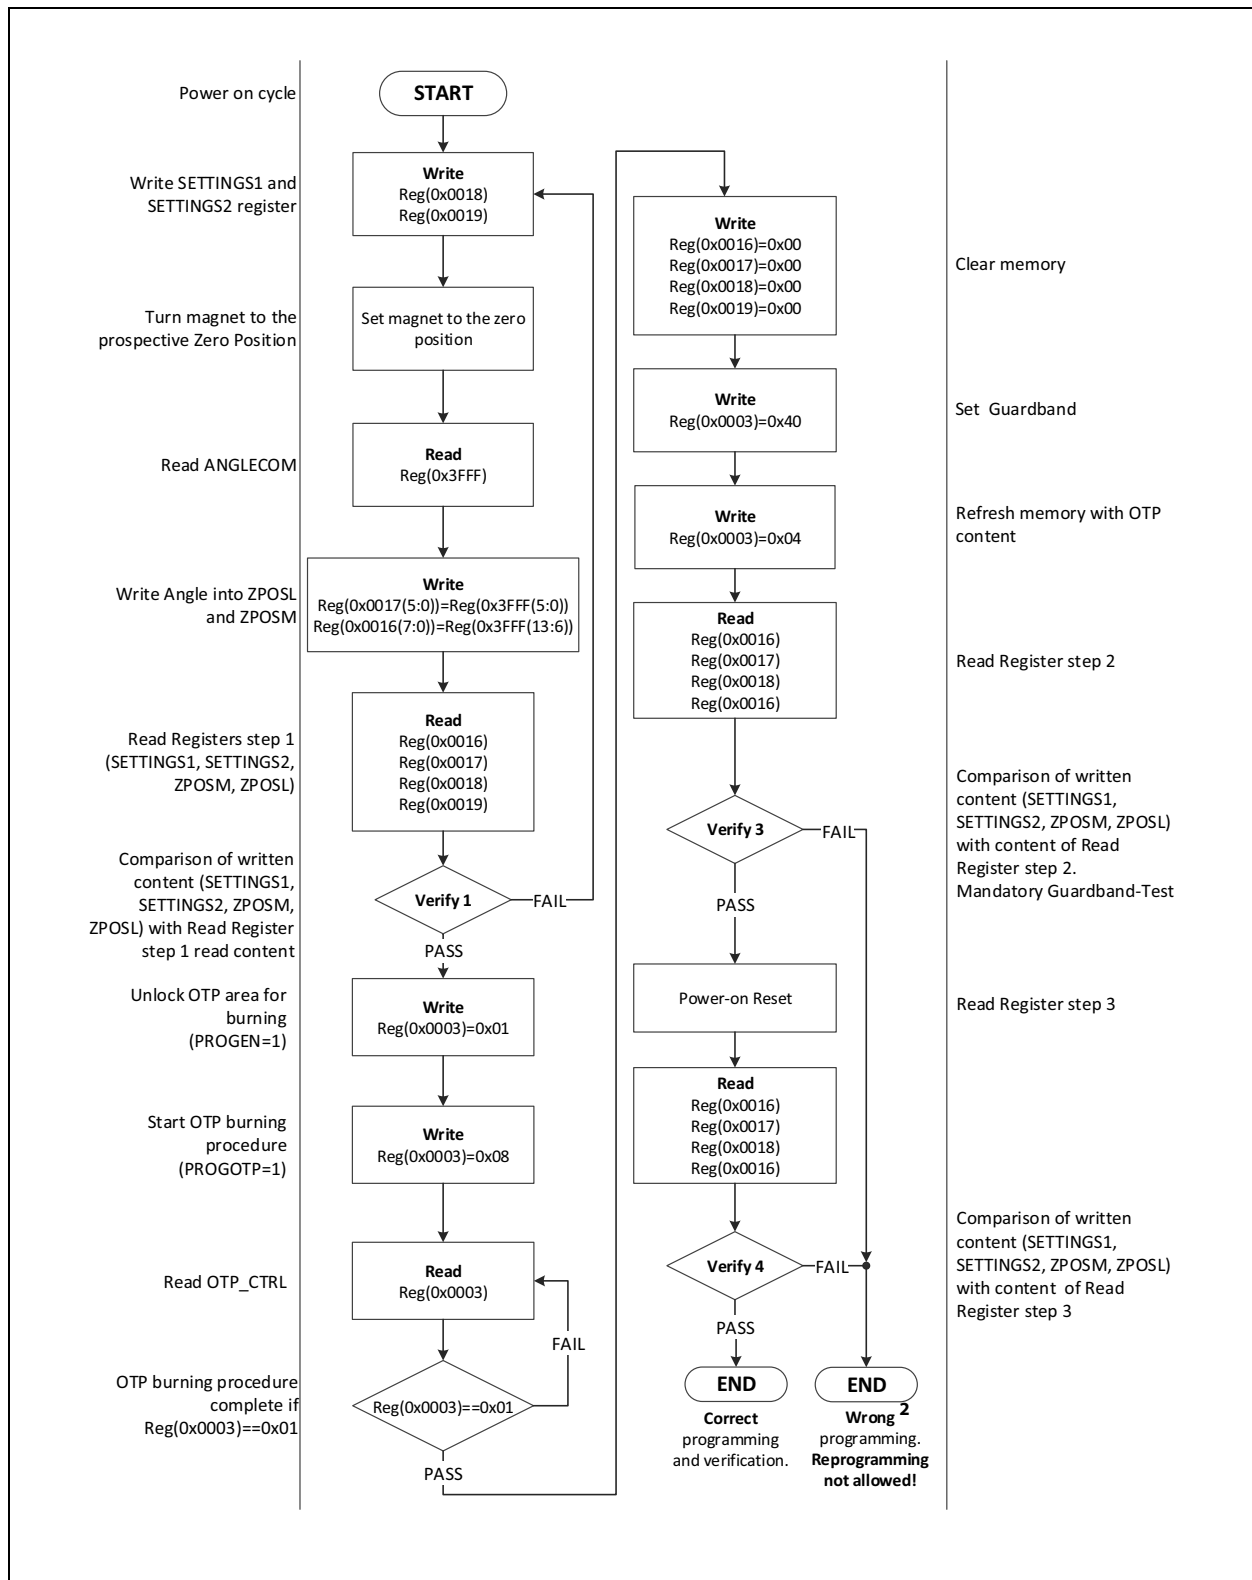 Power on cycle
START
Write SETTINGS1 and
SETTINGS2 register
Write
Reg(0x0018)
Reg(0x0019)
Turn magnet to the
prospective Zero Position
Set magnet to the zero
position
Read ANGLECOM
Read
Reg(0x3FFF)
Write Angle into ZPOSL
and ZPOSM
Write
Reg(0x0017(5:0))=Reg(0x3FFF(5:0))
Reg(0x0016(7:0))=Reg(0x3FFF(13:6))
Read Registers step 1
(SETTINGS1, SETTINGS2,
ZPOSM, ZPOSL)
Read
Reg(0x0016)
Reg(0x0017)
Reg(0x0018)
Reg(0x0019)
Comparison of written
content (SETTINGS1,
SETTINGS2, ZPOSM,
ZPOSL) with Read Register
step 1 read content
Verify 1
FAIL
PASS
Unlock OTP area for
burning
(PROGEN=1)
Write
Reg(0x0003)=0x01
Start OTP burning
procedure
(PROGOTP=1)
Write
Reg(0x0003)=0x08
Read OTP_CTRL
Read
Reg(0x0003)
FAIL
OTP burning procedure
complete if
Reg(0x0003)==0x01
Reg(0x0003)==0x01
PASS
Write
Reg(0x0016)=0x00
Reg(0x0017)=0x00
Reg(0x0018)=0x00
Reg(0x0019)=0x00
Clear memory
Write
Reg(0x0003)=0x40
Set Guardband
Write
Reg(0x0003)=0x04
Refresh memory with OTP
content
Read
Reg(0x0016)
Reg(0x0017)
Reg(0x0018)
Reg(0x0016)
Read Register step 2
Verify 3
FAIL
PASS
Comparison of written
content (SETTINGS1,
SETTINGS2, ZPOSM, ZPOSL)
with content of Read
Register step 2.
Mandatory Guardband-Test
Power-on Reset
Read Register step 3
Read
Reg(0x0016)
Reg(0x0017)
Reg(0x0018)
Reg(0x0016)
Verify 4
FAIL
PASS
Comparison of written
content (SETTINGS1,
SETTINGS2, ZPOSM, ZPOSL)
with content of Read
Register step 3
END
Correct
programming
and verification.
END
Wrong 2
programming.
Reprogramming
not allowed!